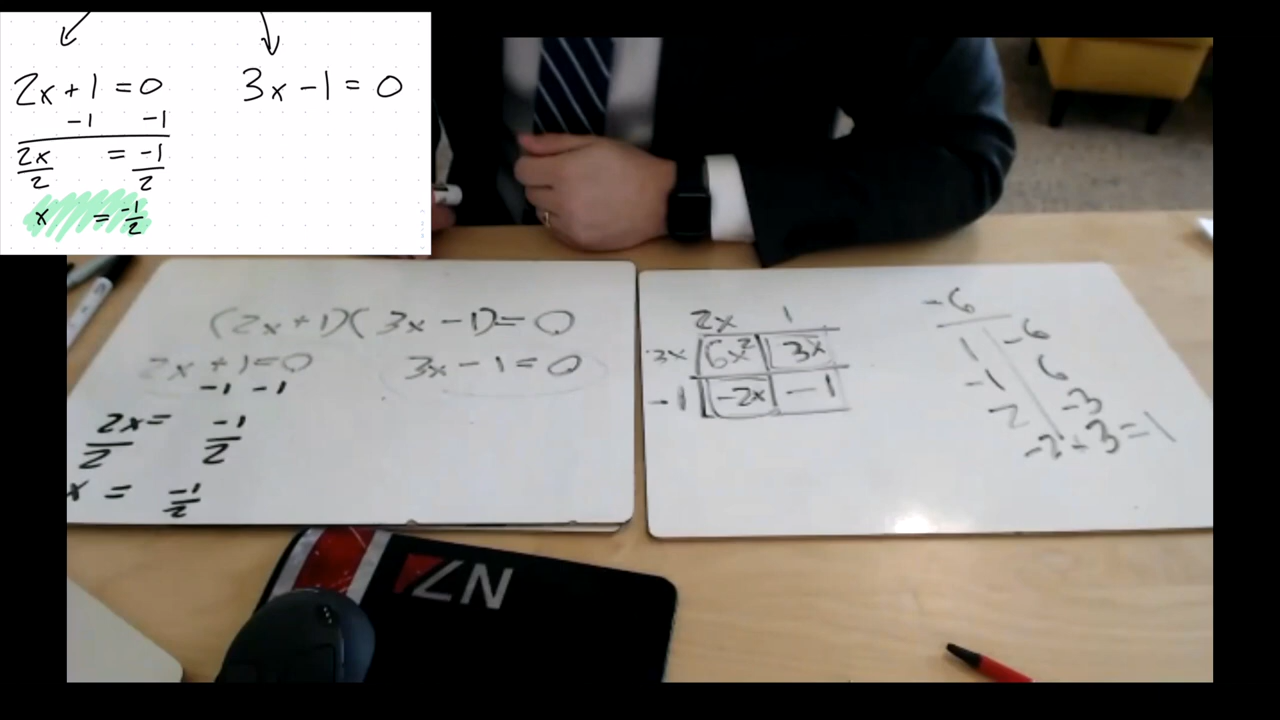 2x + 1 = 0
-1 -1
2x/2 = -1/2
x = -1/2
3x - 1 = 0
(2x + 1)(3x - 1) = 0
2x + 1 = 0
-1 -1
2x/2 = -1/2
x = -1/2
3x - 1 = 0
2x 1
3x 6x² 3x
-1 -2x -1
-6
1 -6
-1 6
2 -3
-2 + 3 = 1
N7